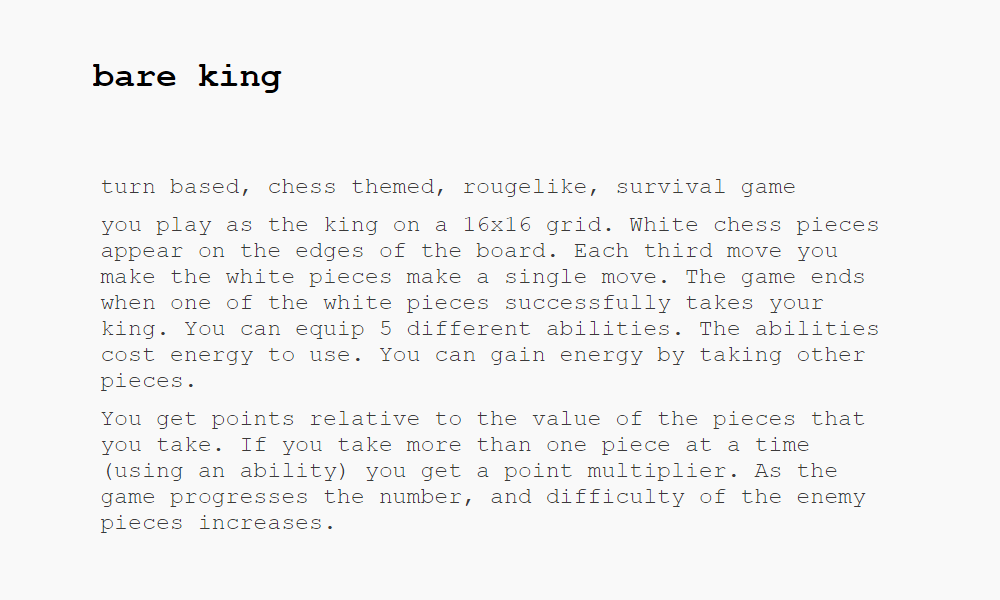 bare king
turn based, chess themed, rougelike, survival game
you play as the king on a 16x16 grid. White chess pieces
appear on the edges of the board. Each third move you
make the white pieces make a single move. The game ends
when one of the white pieces successfully takes your
king. You can equip 5 different abilities. The abilities
cost energy to use. You can gain energy by taking other
pieces.
You get points relative to the value of the pieces that
you take. If you take more than one piece at a time
(using an ability) you get a point multiplier. As the
game progresses the number, and difficulty of the enemy
pieces increases.